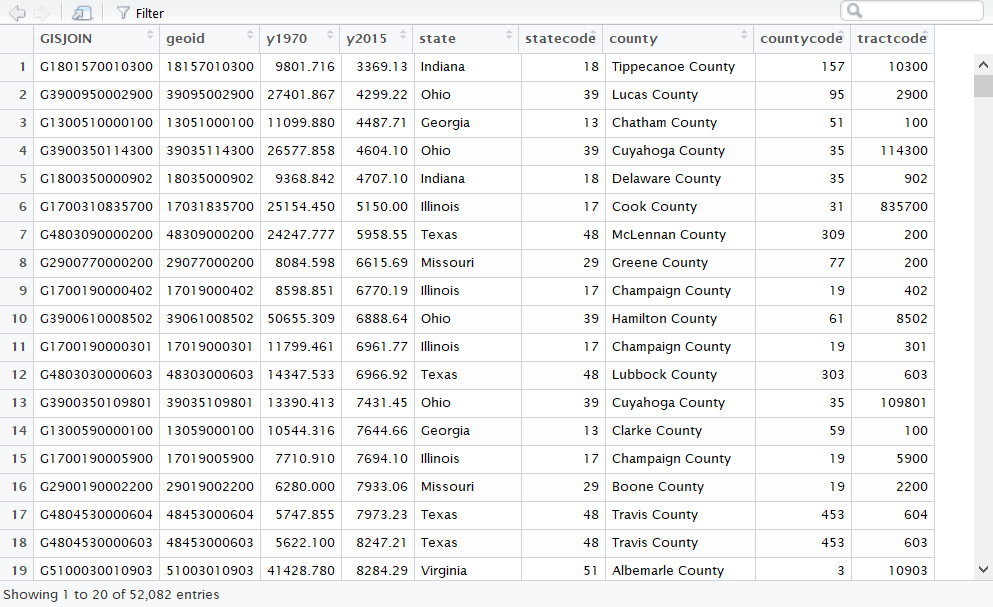 Filter
GISJOIN geoid y1970 y2015 state statecode county countycode tractcode
1 G1801570010300 18157010300 9801.716 3369.13 Indiana 18 Tippecanoe County 157 10300
2 G3900950002900 39095002900 27401.867 4299.22 Ohio 39 Lucas County 95 2900
3 G1300510000100 13051000100 11099.880 4487.71 Georgia 13 Chatham County 51 100
4 G3900350114300 39035114300 26577.858 4604.10 Ohio 39 Cuyahoga County 35 114300
5 G1800350000902 18035000902 9368.842 4707.10 Indiana 18 Delaware County 35 902
6 G1700310835700 17031835700 25154.450 5150.00 Illinois 17 Cook County 31 835700
7 G4803090000200 48309000200 24247.777 5958.55 Texas 48 McLennan County 309 200
8 G2900770000200 29077000200 8084.598 6615.69 Missouri 29 Greene County 77 200
9 G1700190000402 17019000402 8598.851 6770.19 Illinois 17 Champaign County 19 402
10 G3900610008502 39061008502 50655.309 6888.64 Ohio 39 Hamilton County 61 8502
11 G1700190000301 17019000301 11799.461 6961.77 Illinois 17 Champaign County 19 301
12 G4803030000603 48303000603 14347.533 6966.92 Texas 48 Lubbock County 303 603
13 G3900350109801 39035109801 13390.413 7431.45 Ohio 39 Cuyahoga County 35 109801
14 G1300590000100 13059000100 10544.316 7644.66 Georgia 13 Clarke County 59 100
15 G1700190005900 17019005900 7710.910 7694.10 Illinois 17 Champaign County 19 5900
16 G2900190002200 29019002200 6280.000 7933.06 Missouri 29 Boone County 19 2200
17 G4804530000604 48453000604 5747.855 7973.23 Texas 48 Travis County 453 604
18 G4804530000603 48453000603 5622.100 8247.21 Texas 48 Travis County 453 603
19 G5100030010903 51003010903 41428.780 8284.29 Virginia 51 Albemarle County 3 10903
Showing 1 to 20 of 52,082 entries